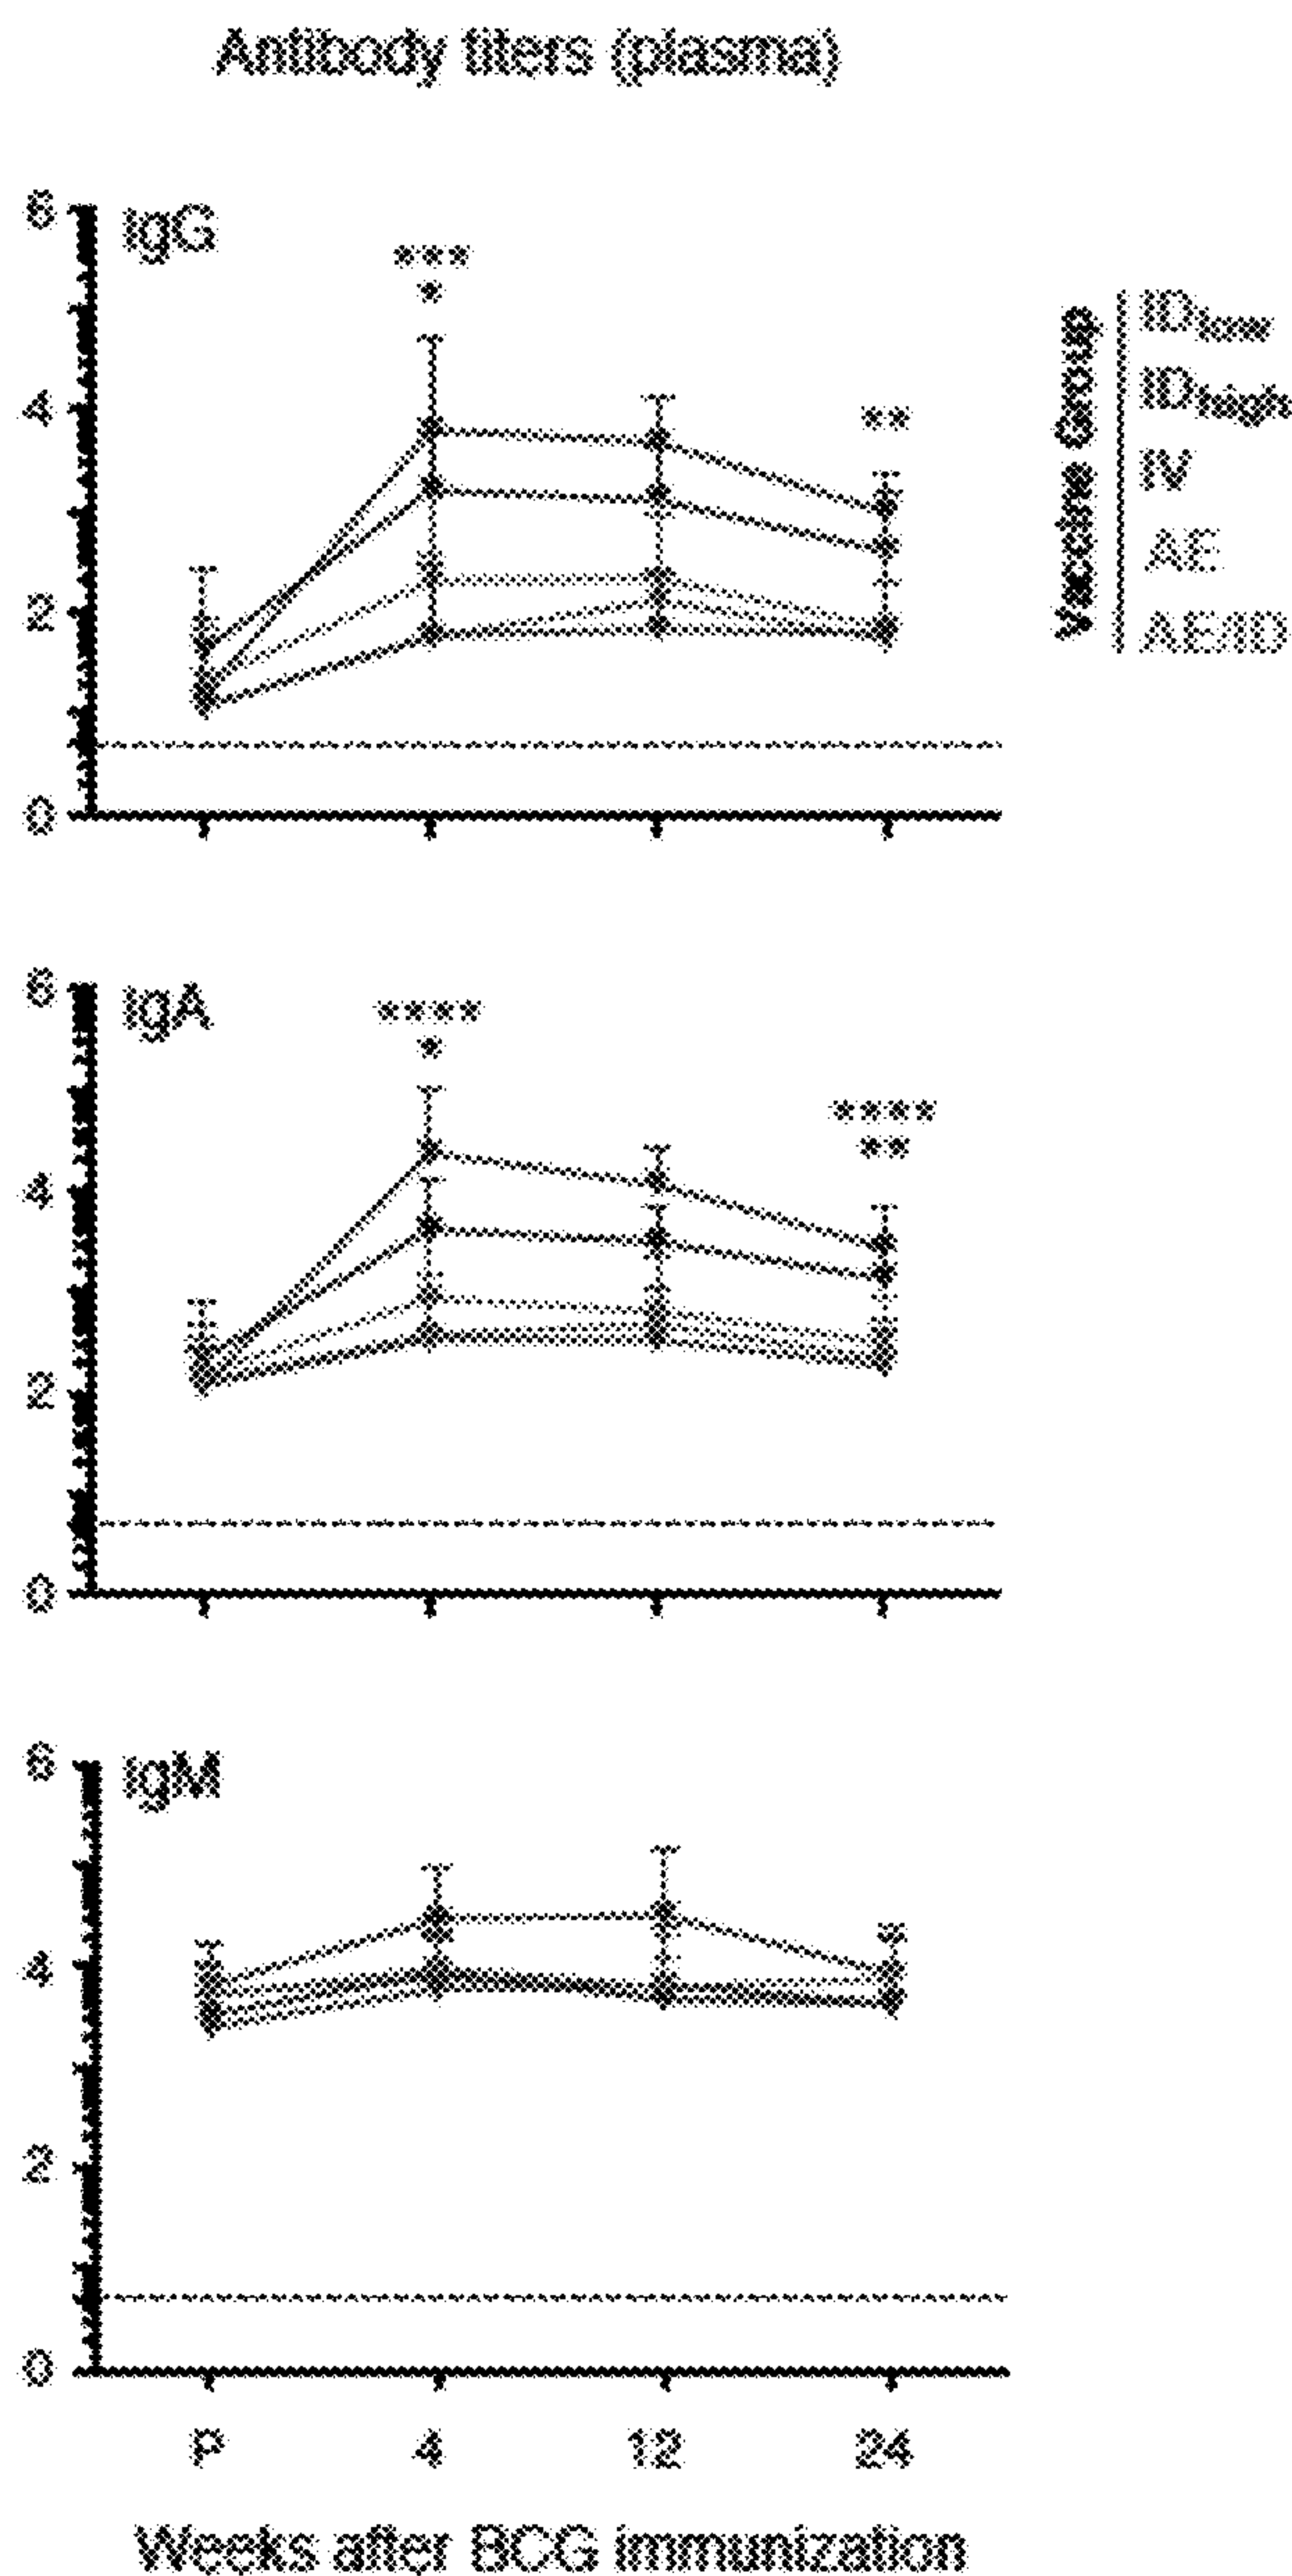 Antibody titers (plasma)
6
IgG
***
*
4
**
2
0
Vaccine Group
IDlow
IDhigh
IV
AE
AE/ID
6
IgA
****
*
****
**
4
2
0
6
IgM
4
2
0
P 4 12 24
Weeks after BCG immunization